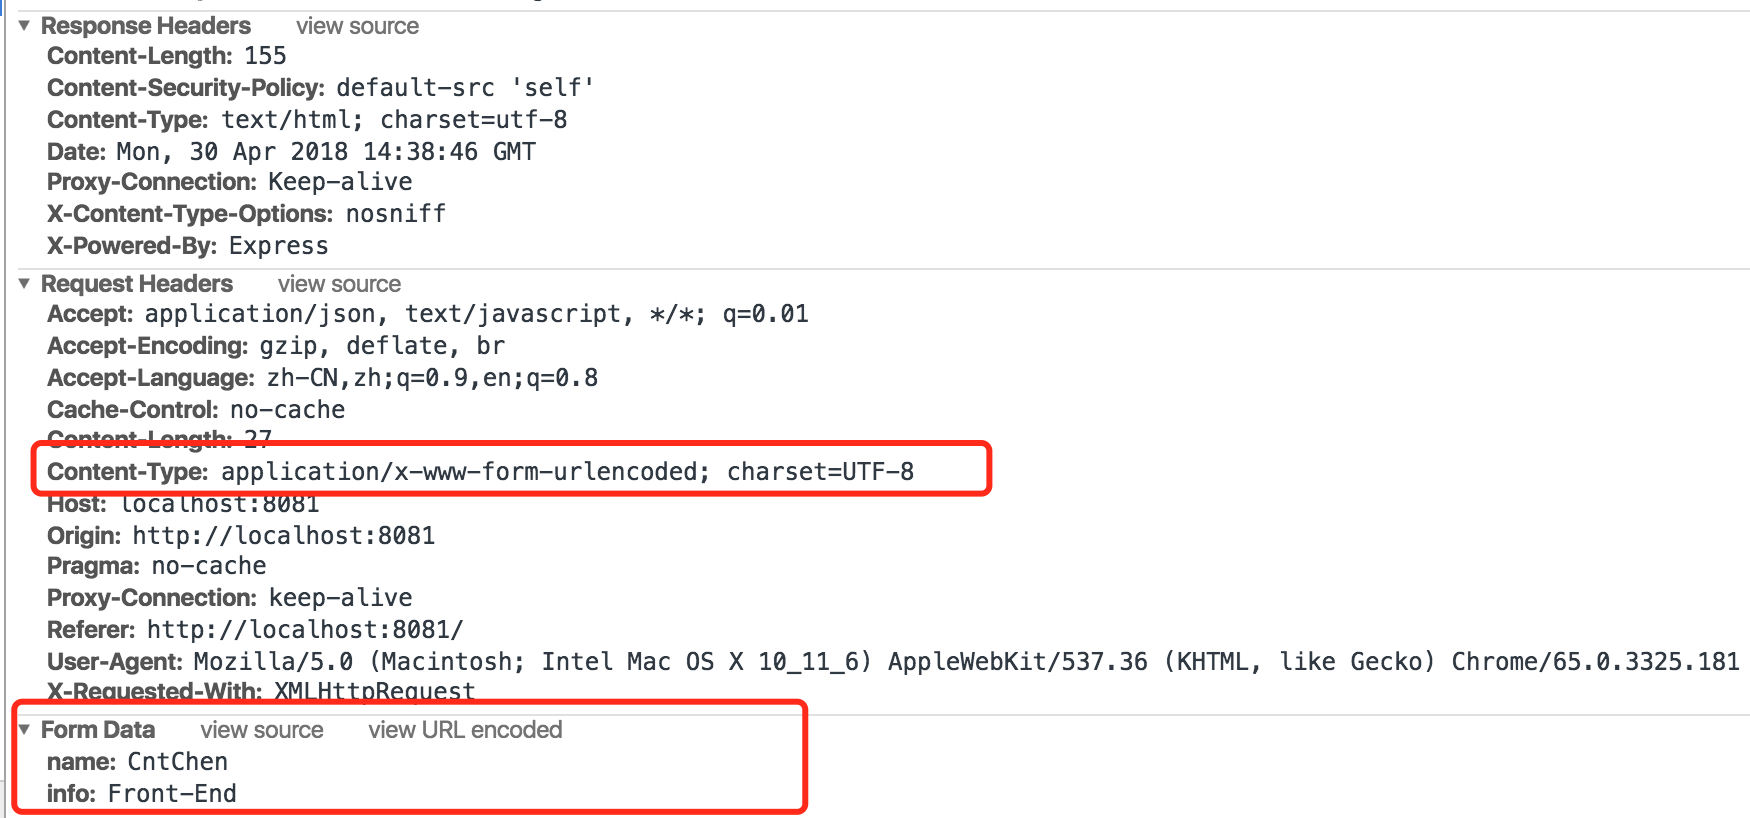 Response Headers view source
Content-Length: 155
Content-Security-Policy: default-src 'self'
Content-Type: text/html; charset=utf-8
Date: Mon, 30 Apr 2018 14:38:46 GMT
Proxy-Connection: Keep-alive
X-Content-Type-Options: nosniff
X-Powered-By: Express
Request Headers view source
Accept: application/json, text/javascript, */*; q=0.01
Accept-Encoding: gzip, deflate, br
Accept-Language: zh-CN,zh;q=0.9,en;q=0.8
Cache-Control: no-cache
Content-Length: 27
Content-Type: application/x-www-form-urlencoded; charset=UTF-8
Host: localhost:8081
Origin: http://localhost:8081
Pragma: no-cache
Proxy-Connection: keep-alive
Referer: http://localhost:8081/
User-Agent: Mozilla/5.0 (Macintosh; Intel Mac OS X 10_11_6) AppleWebKit/537.36 (KHTML, like Gecko) Chrome/65.0.3325.181
X-Requested-With: XMLHttpRequest
Form Data view source view URL encoded
name: CntChen
info: Front-End